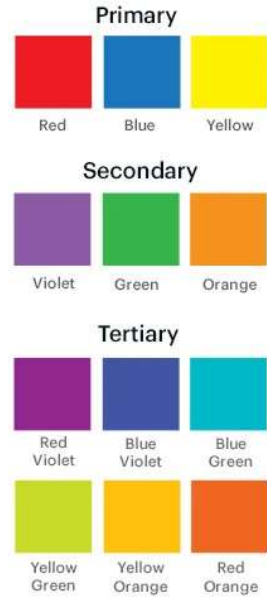 Primary
Red Blue Yellow
Secondary
Violet Green Orange
Tertiary
Red Blue Blue
Violet Violet Green
Yellow Yellow Red
Green Orange Orange